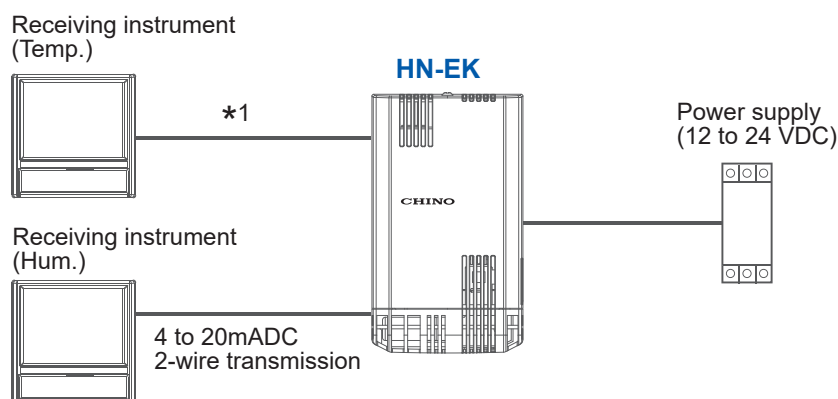 Receiving instrument
(Temp.)
HN-EK
*1
Power supply
(12 to 24 VDC)
CHINO
Receiving instrument
(Hum.)
4 to 20mADC
2-wire transmission